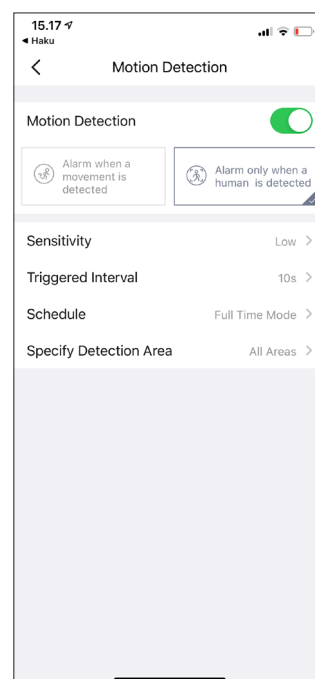 15.17
◀ Haku
Motion Detection
Motion Detection
Alarm when a
movement is
detected
Alarm only when a
human is detected
Sensitivity Low >
Triggered Interval 10s >
Schedule Full Time Mode >
Specify Detection Area All Areas >